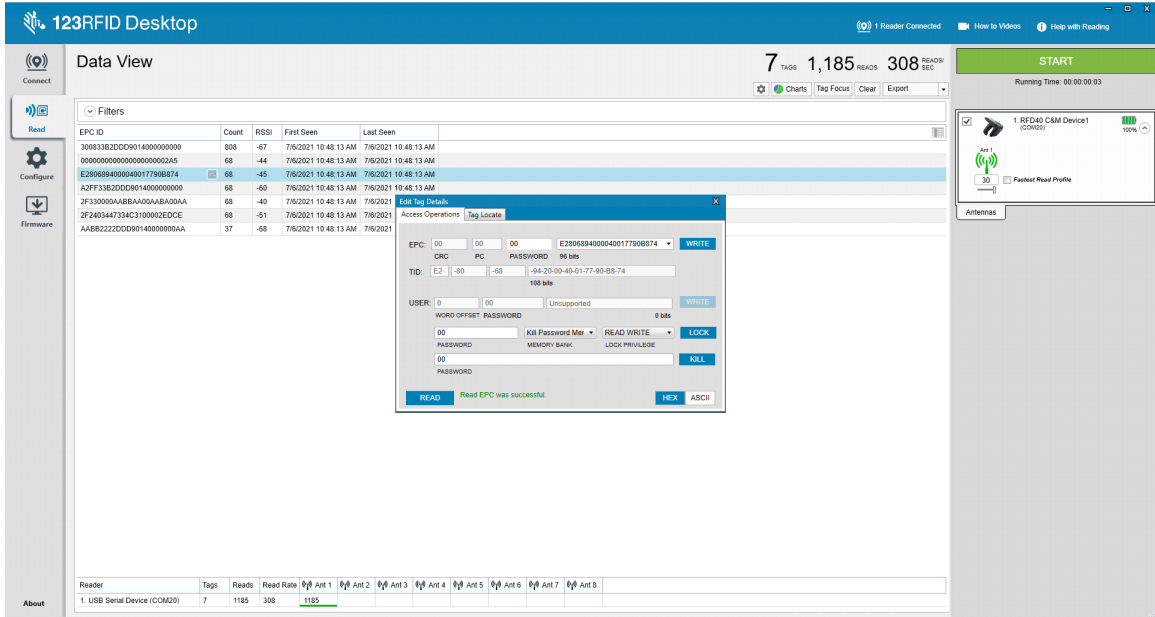 123RFID Desktop
1 Reader Connected How to Videos Help with Reading
Connect
Read
Configure
Firmware
About
Data View
7 TAGS 1,185 READS 308 READS/SEC
Charts Tag Focus Clear Export
Filters
EPC ID Count RSSI First Seen Last Seen
300833B2DDD9014000000000 808 -67 7/6/2021 10:48:13 AM 7/6/2021 10:48:13 AM
0000000000000000000002A5 68 -44 7/6/2021 10:48:13 AM 7/6/2021 10:48:13 AM
E2806894000040017790B874 68 -45 7/6/2021 10:48:13 AM 7/6/2021 10:48:13 AM
A2FF33B2DDD9014000000000 68 -60 7/6/2021 10:48:13 AM 7/6/2021 10:48:13 AM
2F330000AABBAA00AABA00AA 68 -40 7/6/2021 10:48:13 AM 7/6/2021
2F2403447334C3100002EDCE 68 -51 7/6/2021 10:48:13 AM 7/6/2021
AABB2222DDD90140000000AA 37 -68 7/6/2021 10:48:13 AM 7/6/2021
Edit Tag Details X
Access Operations Tag Locate
EPC: 00 00 00 E2806894000040017790B874 WRITE
CRC PC PASSWORD 96 bits
TID: E2 -80 -68 -94-20-00-40-01-77-90-B8-74
108 bits
USER: 0 00 Unsupported WRITE
WORD OFFSET PASSWORD 0 bits
00 Kill Password Mer READ WRITE LOCK
PASSWORD MEMORY BANK LOCK PRIVILEGE
00 KILL
PASSWORD
READ Read EPC was successful. HEX ASCII
START
Running Time: 00:00:00:03
1. RFD40 C&M Device1
(COM20)
100%
Ant 1
30 Fastest Read Profile
Antennas
Reader Tags Reads Read Rate Ant 1 Ant 2 Ant 3 Ant 4 Ant 5 Ant 6 Ant 7 Ant 8
1. USB Serial Device (COM20) 7 1185 308 1185